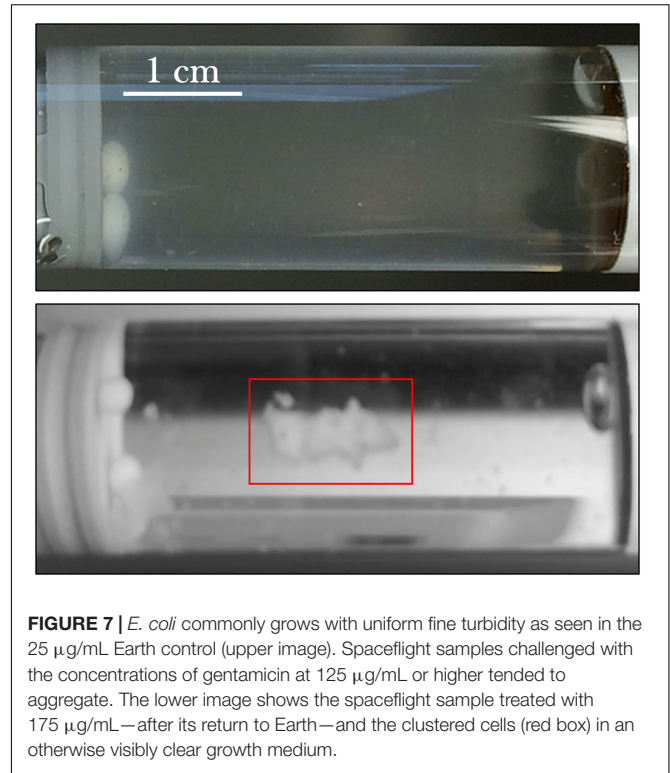 1 cm
FIGURE 7 | E. coli commonly grows with uniform fine turbidity as seen in the
25 μg/mL Earth control (upper image). Spaceflight samples challenged with
the concentrations of gentamicin at 125 μg/mL or higher tended to
aggregate. The lower image shows the spaceflight sample treated with
175 μg/mL—after its return to Earth—and the clustered cells (red box) in an
otherwise visibly clear growth medium.